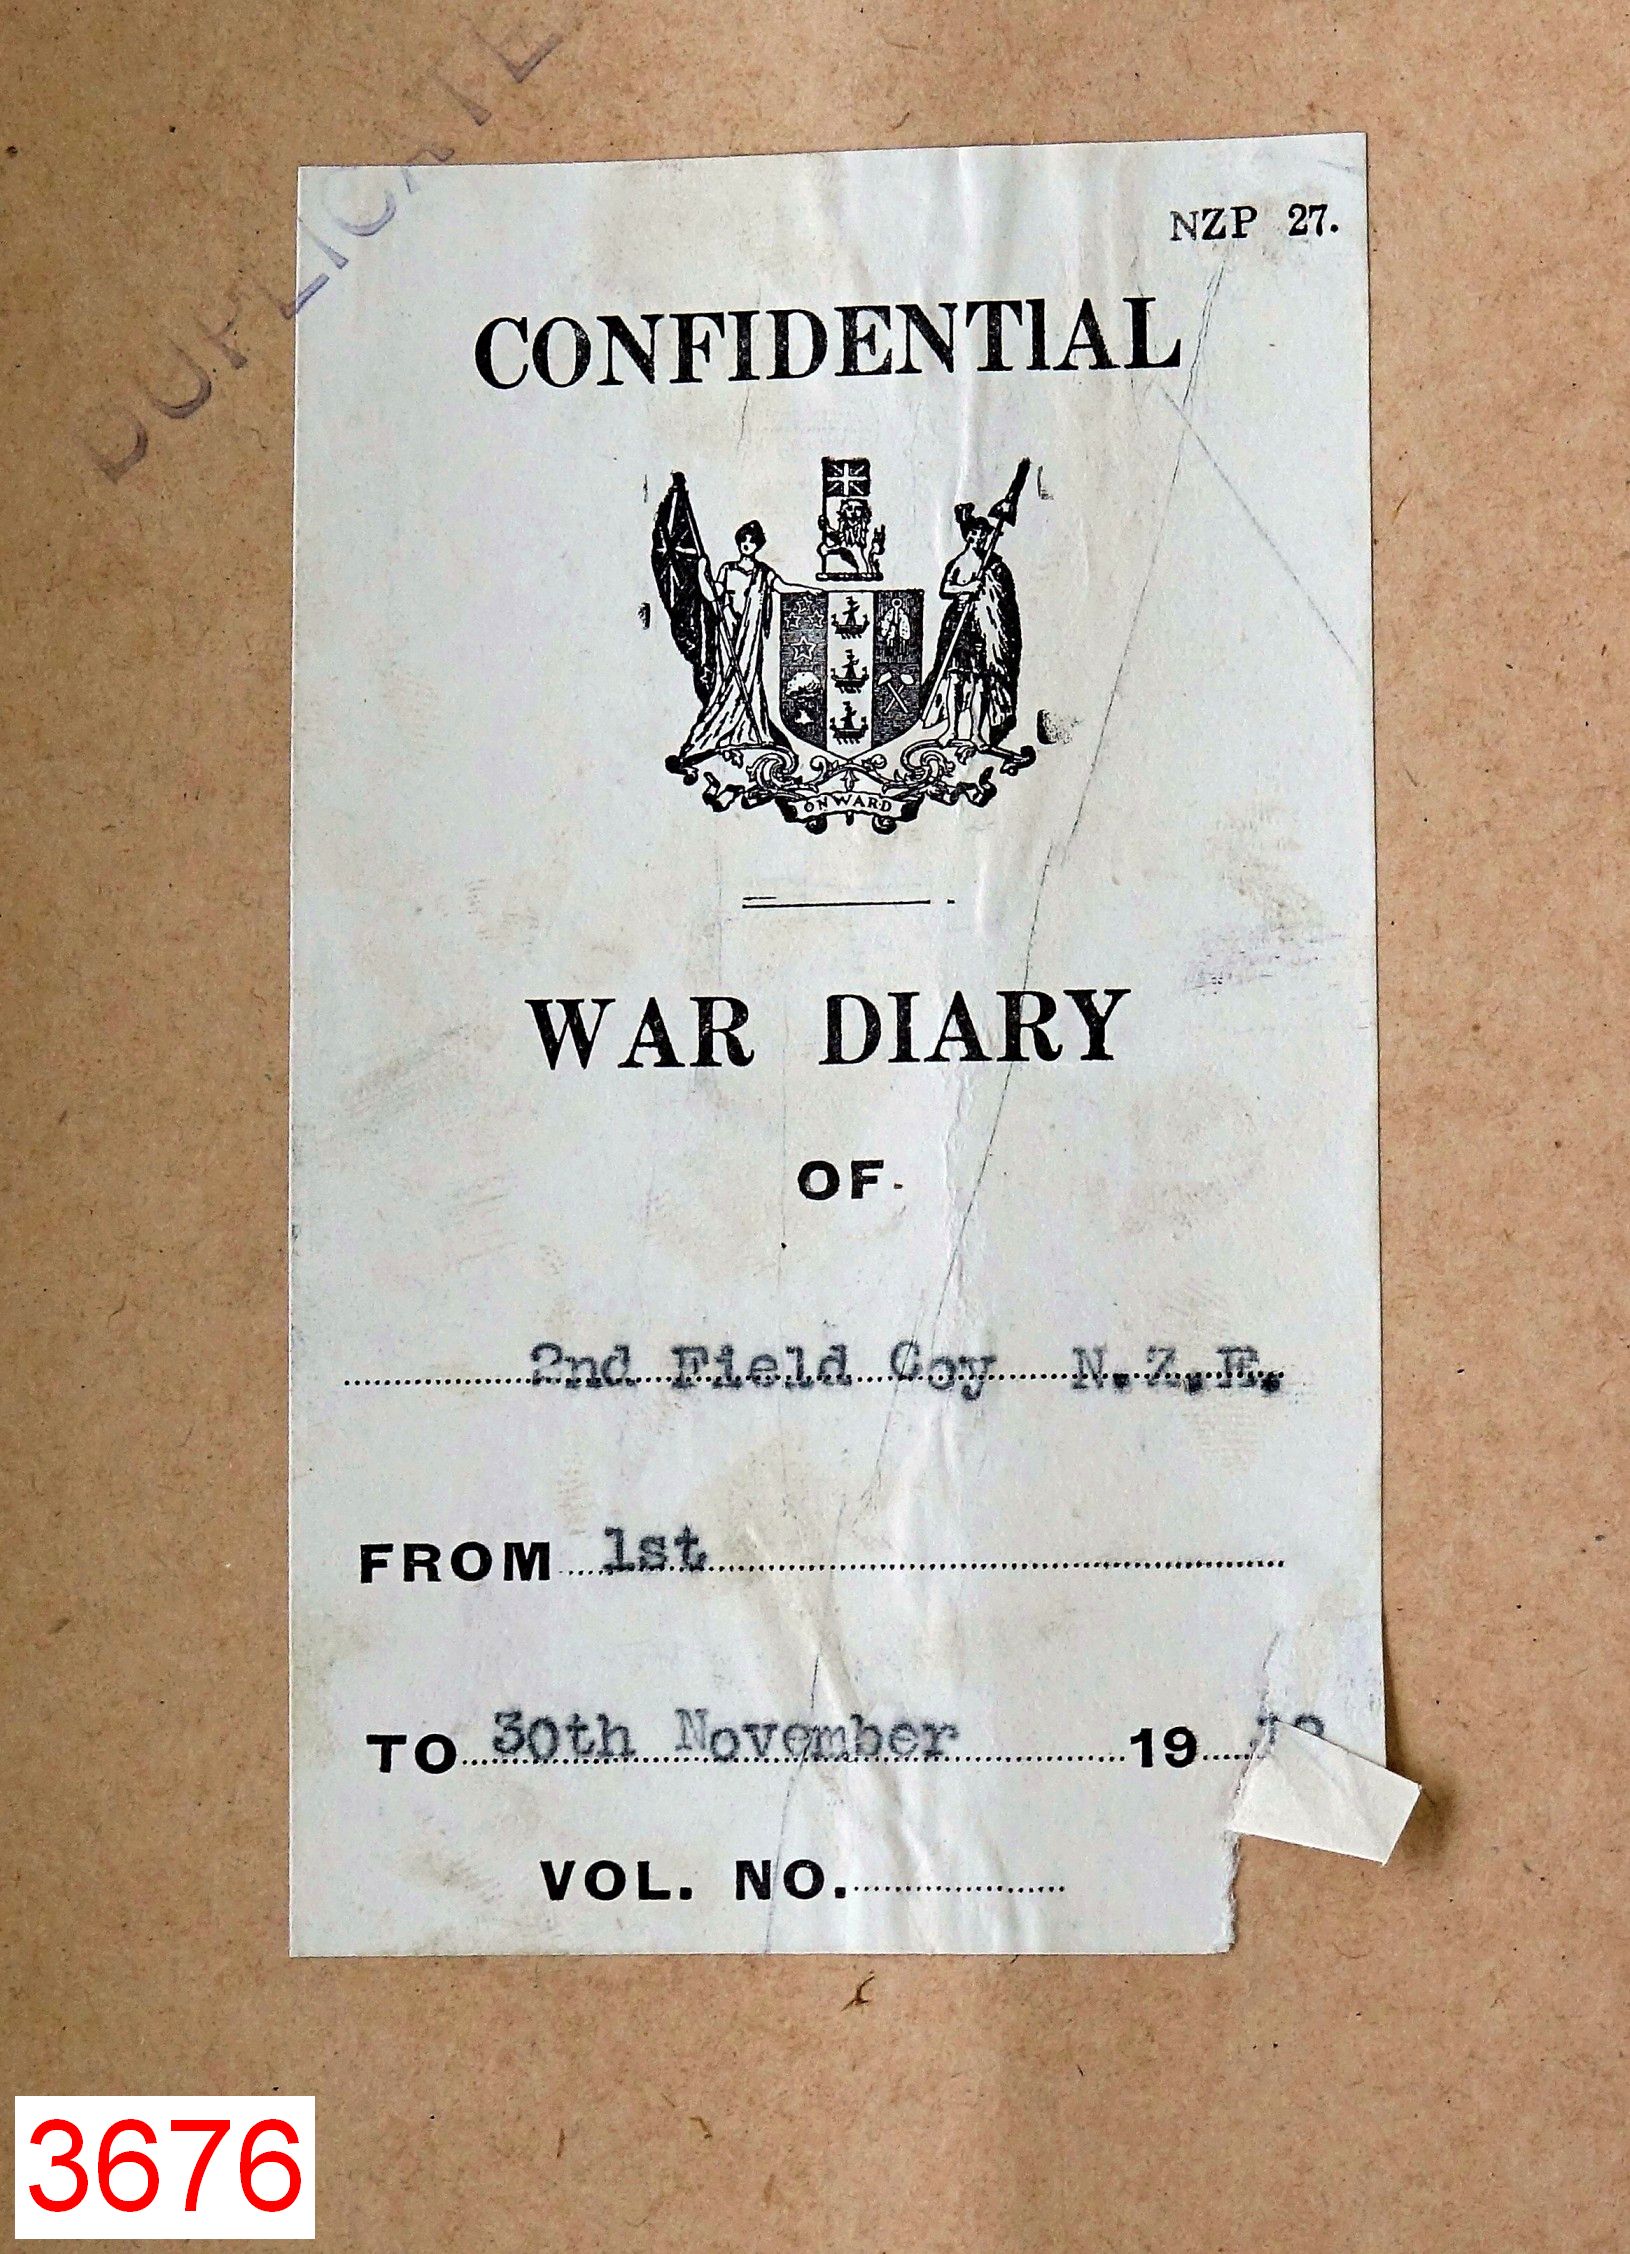 DUPLICATE
NZP 27.
CONFIDENTIAL
ONWARD
WAR DIARY
OF
2nd Field Coy N.Z.E.
FROM 1st
TO 30th November 19
VOL. NO.
3676